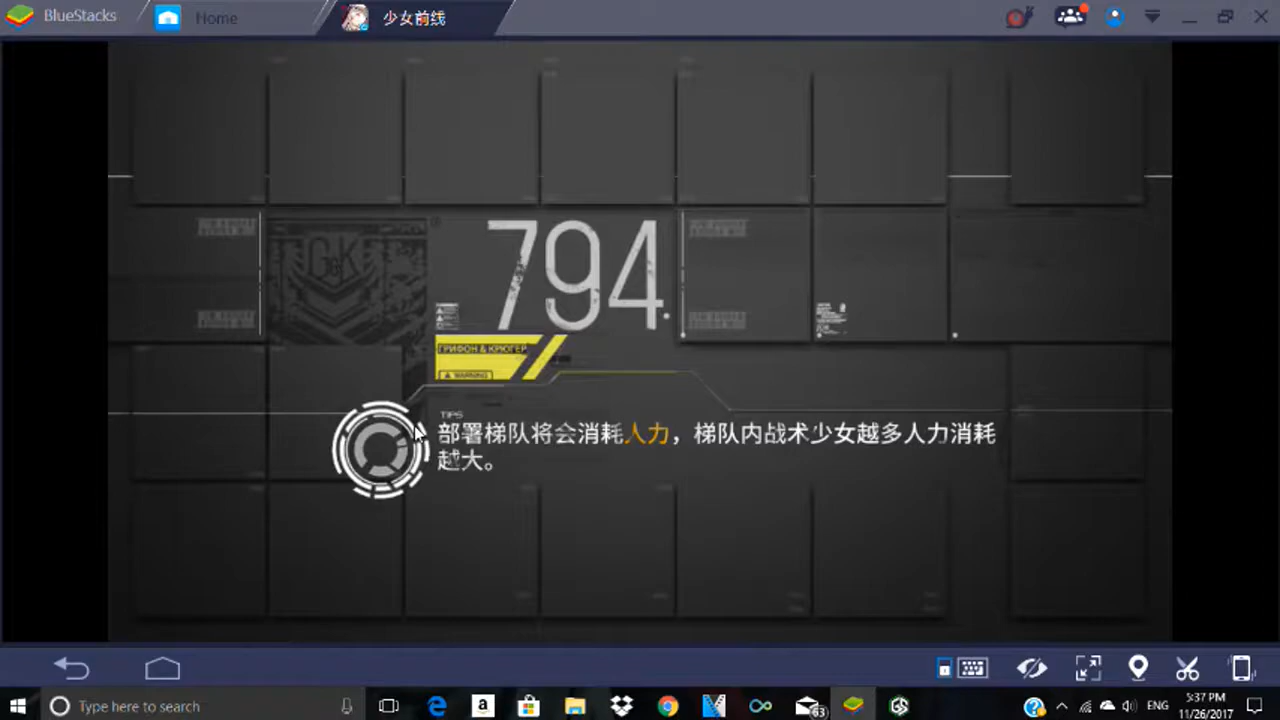 BlueStacks
Home
少女前线
G&K
794.
ГРИФОН & КРЮГЕР
WARNING
TIPS
部署梯队将会消耗人力，梯队内战术少女越多人力消耗
越大。
Type here to search
63
ENG
5:37 PM
11/26/2017